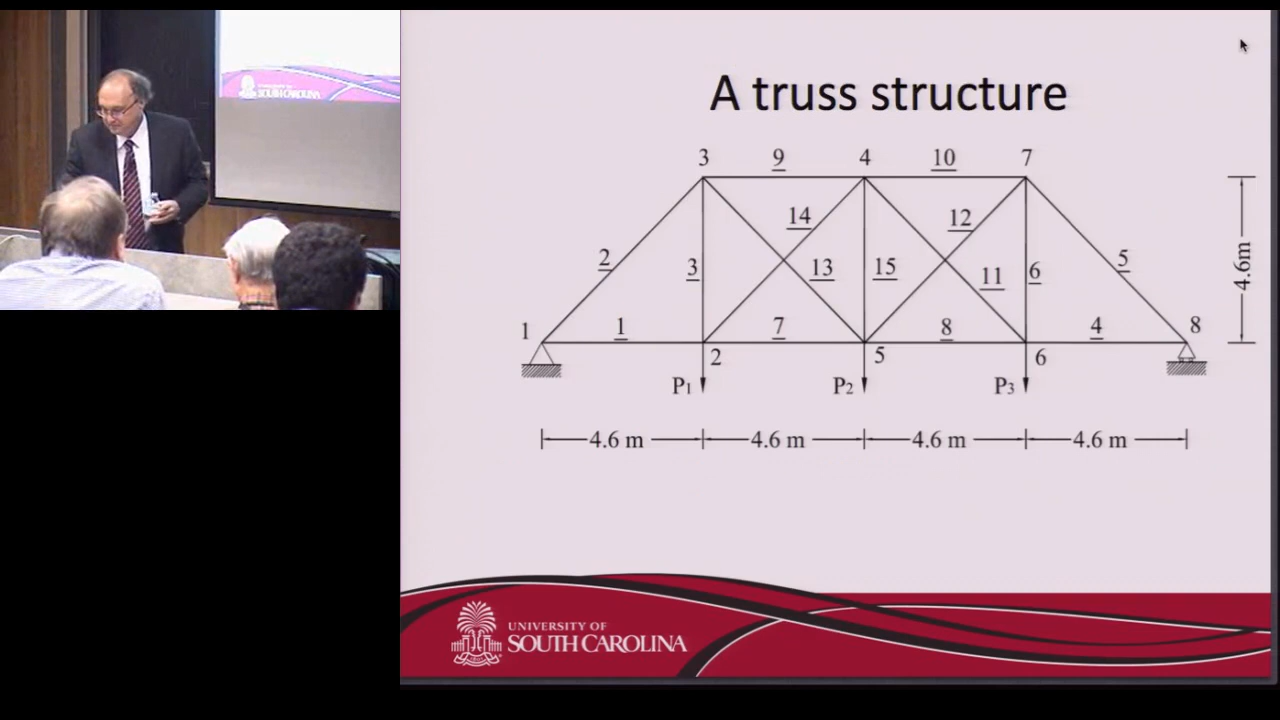 A truss structure
3 9 4 10 7
14 12
2 3 13 15 11 6 5
4.6m
1 1 7 8 4 8
2 5 6
P1 P2 P3
4.6 m 4.6 m 4.6 m 4.6 m
UNIVERSITY OF
SOUTH CAROLINA
SOUTH CAROLINA